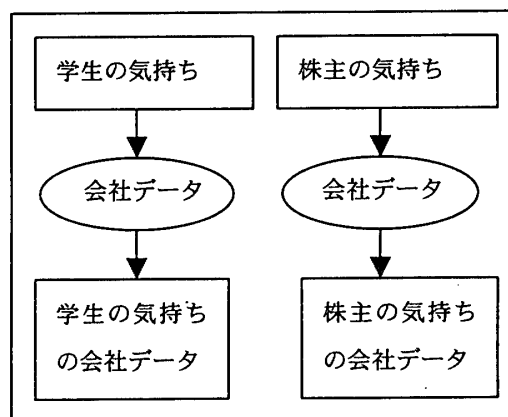 学生の気持ち
株主の気持ち
会社データ
会社データ
学生の気持ち
の会社データ
株主の気持ち
の会社データ